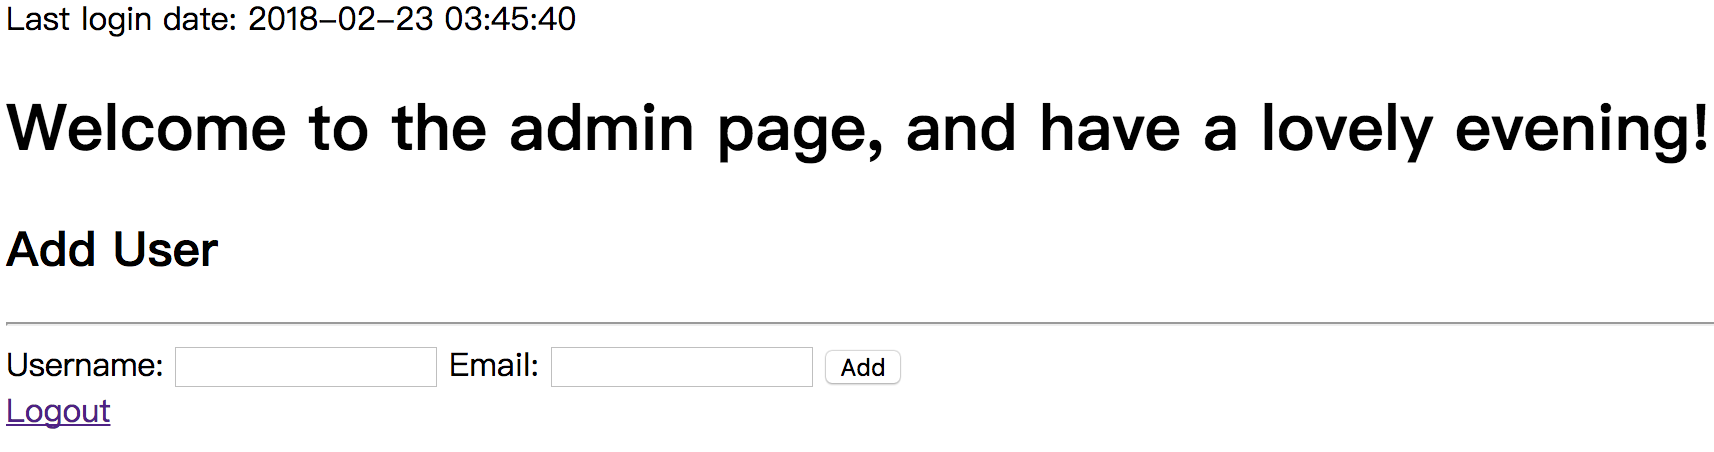 Last login date: 2018-02-23 03:45:40
Welcome to the admin page, and have a lovely evening!
Add User
Username: Email: Add
Logout